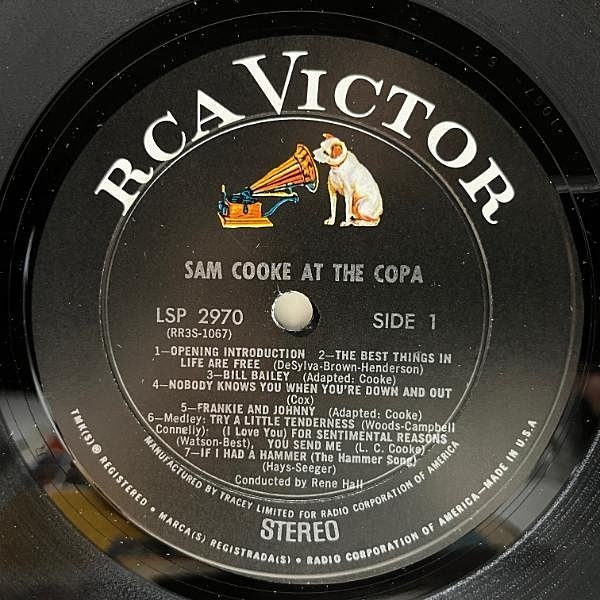 RCA VICTOR
SAM COOKE AT THE COPA
LSP 2970
(RR3S-1067)
SIDE 1
1—OPENING INTRODUCTION 2—THE BEST THINGS IN
LIFE ARE FREE (DeSylva-Brown-Henderson)
3—BILL BAILEY (Adapted: Cooke)
4—NOBODY KNOWS YOU WHEN YOU'RE DOWN AND OUT
(Cox)
5—FRANKIE AND JOHNNY (Adapted: Cooke)
6—Medley: TRY A LITTLE TENDERNESS (Woods-Campbell
Connelly); (I Love You) FOR SENTIMENTAL REASONS
(Watson-Best), YOU SEND ME (L. C. Cooke)
7—IF I HAD A HAMMER (The Hammer Song)
(Hays-Seeger)
Conducted by Rene Hall
MANUFACTURED BY TRACEY LIMITED FOR RADIO CORPORATION OF AMERICA
STEREO
TMK(S) ® REGISTERED • MARCA(S) REGISTRADA(S) • RADIO CORPORATION OF AMERICA—MADE IN U.S.A